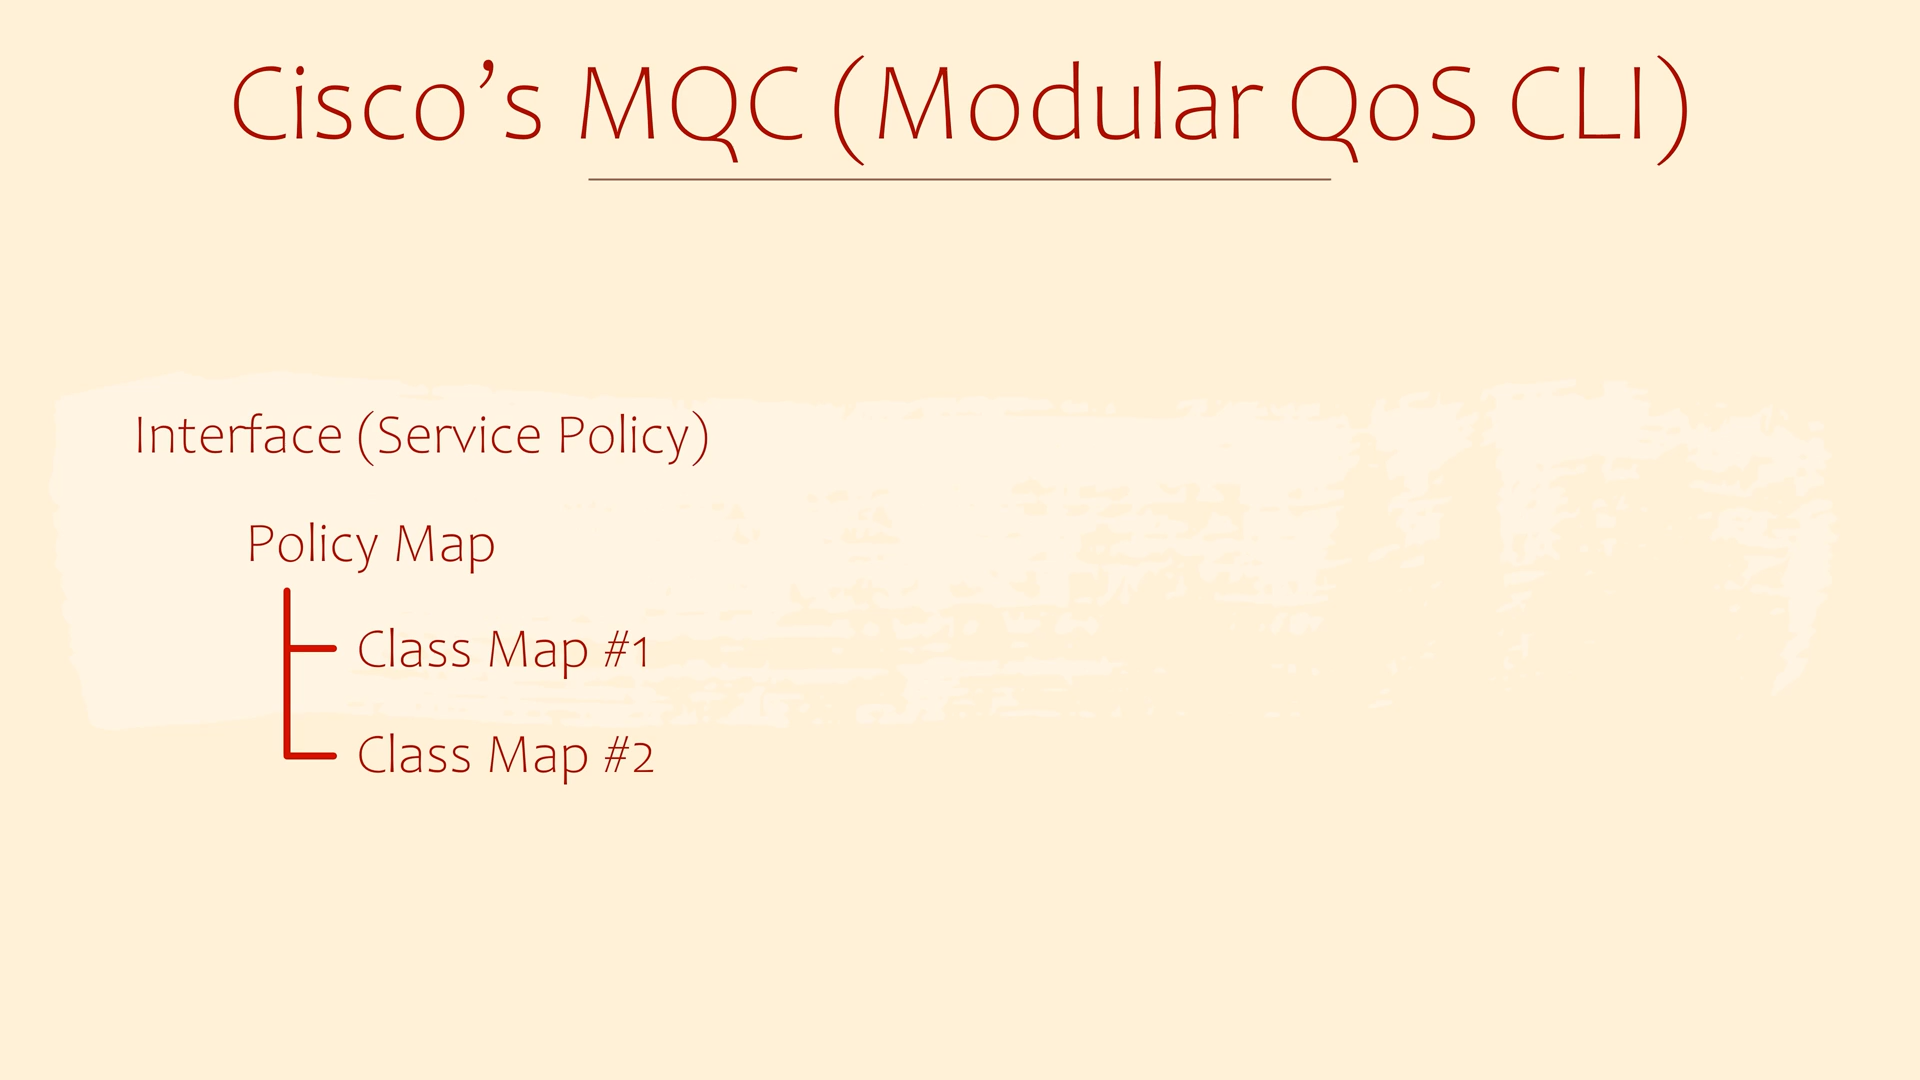 Cisco’s MQC (Modular QoS CLI)
Interface (Service Policy)
Policy Map
Class Map #1
Class Map #2